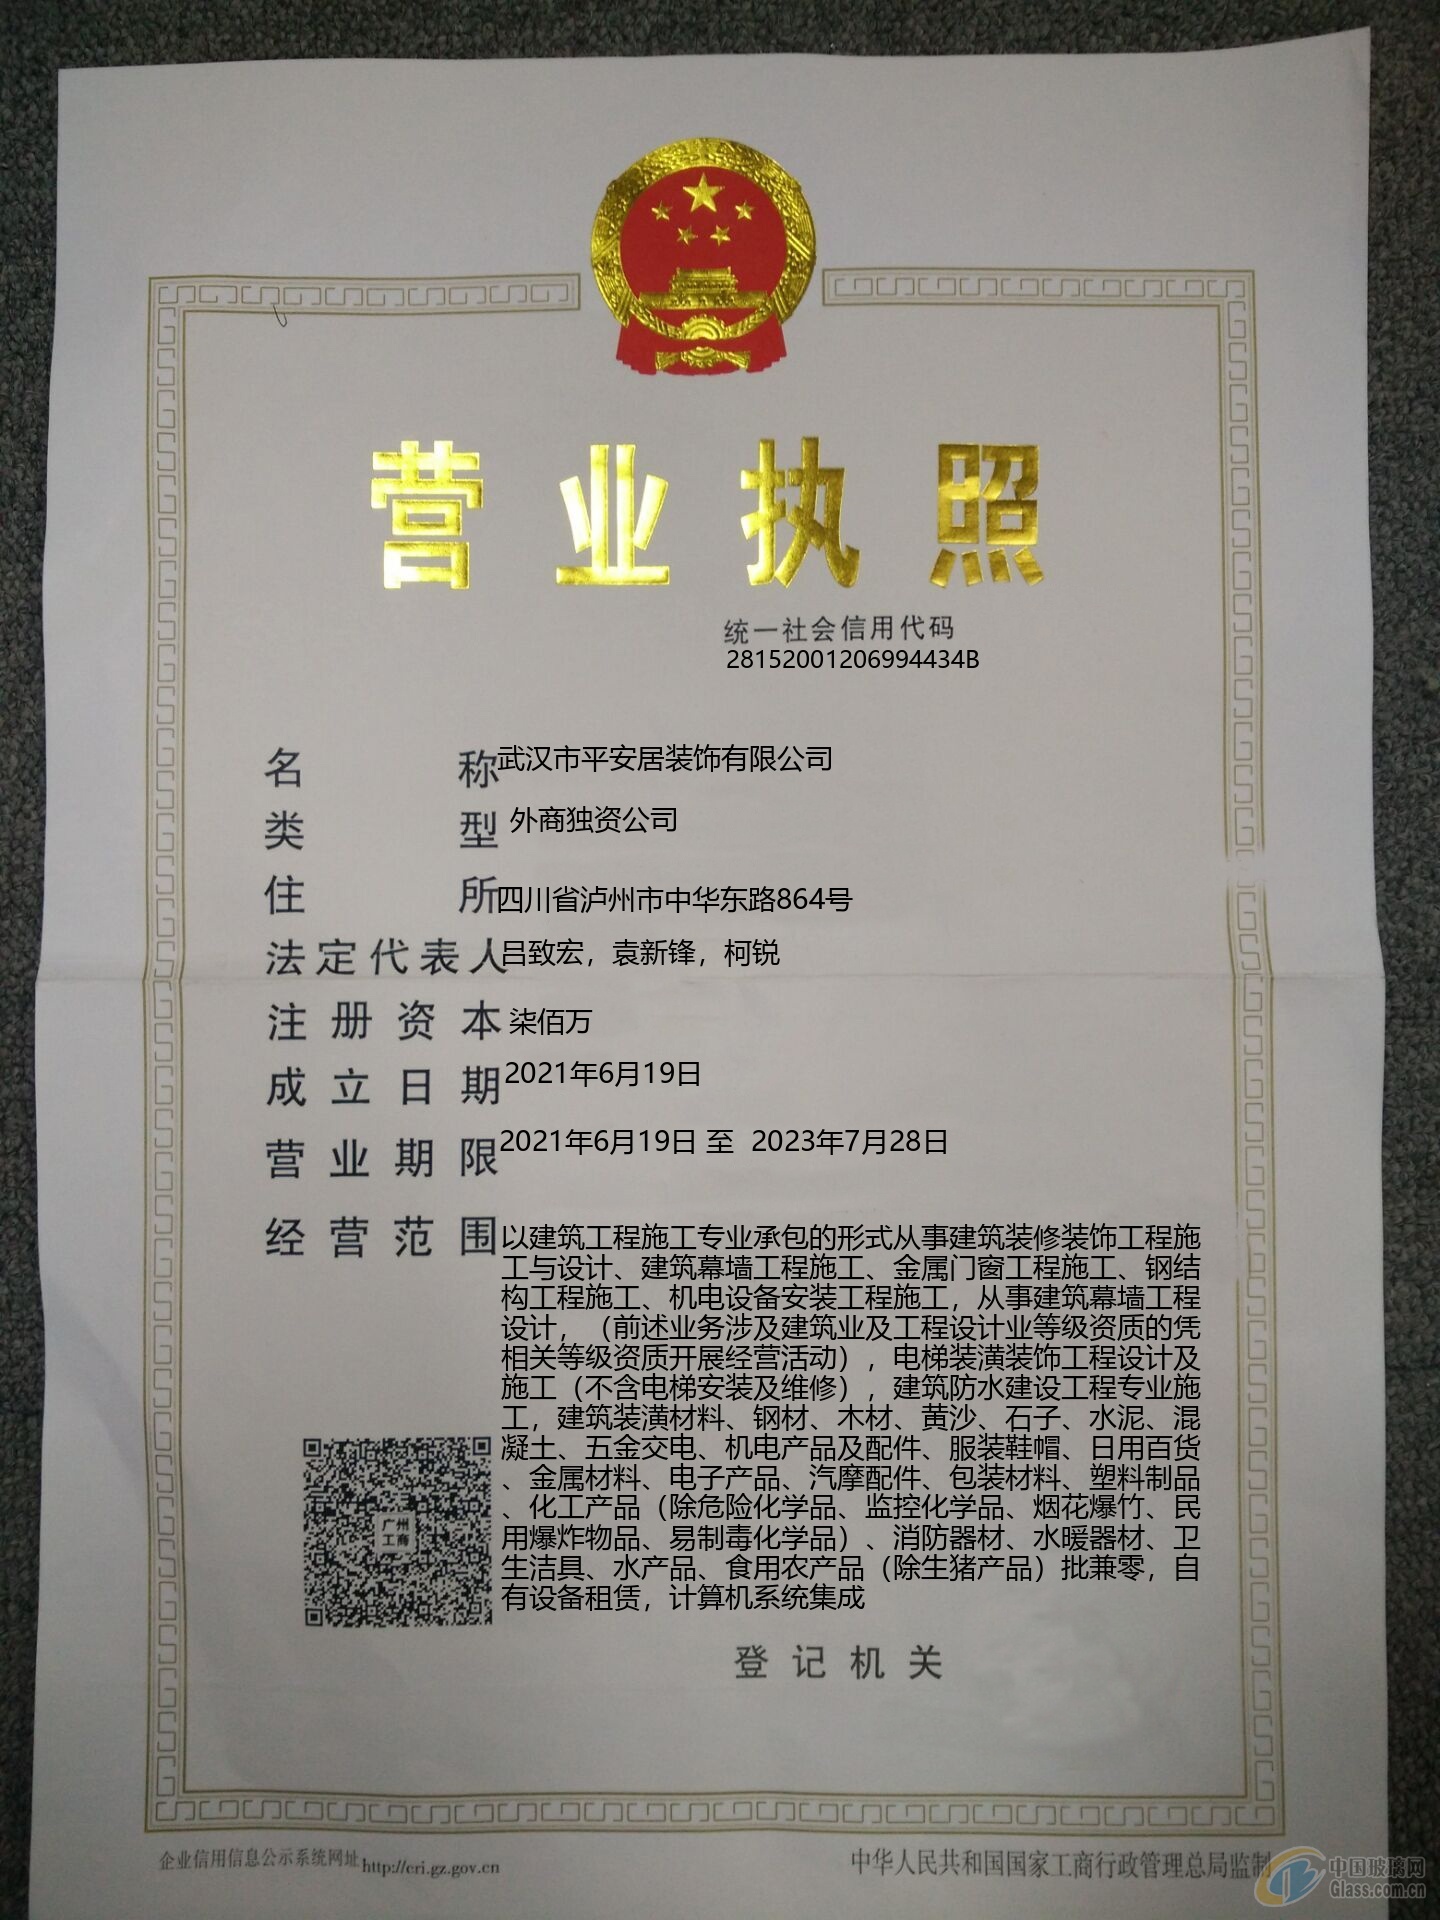 营业执照
统一社会信用代码
28152001206994434B
名称 武汉市平安居装饰有限公司
类型 外商独资公司
住所 四川省泸州市中华东路864号
法定代表人 吕致宏，袁新锋，柯锐
注册资本 柒佰万
成立日期 2021年6月19日
营业期限 2021年6月19日 至 2023年7月28日
经营范围 以建筑工程施工专业承包的形式从事建筑装修装饰工程施
工与设计、建筑幕墙工程施工、金属门窗工程施工、钢结
构工程施工、机电设备安装工程施工，从事建筑幕墙工程
设计，（前述业务涉及建筑业及工程设计业等级资质的凭
相关等级资质开展经营活动），电梯装潢装饰工程设计及
施工（不含电梯安装及维修），建筑防水建设工程专业施
工，建筑装潢材料、钢材、木材、黄沙、石子、水泥、混
凝土、五金交电、机电产品及配件、服装鞋帽、日用百货
、金属材料、电子产品、汽摩配件、包装材料、塑料制品
、化工产品（除危险化学品、监控化学品、烟花爆竹、民
用爆炸物品、易制毒化学品）、消防器材、水暖器材、卫
生洁具、水产品、食用农产品（除生猪产品）批兼零，自
有设备租赁，计算机系统集成
广州
工商
登记机关
企业信用信息公示系统网址 http://cri.gz.gov.cn
中华人民共和国国家工商行政管理总局监制
中国玻璃网
Glass.com.cn